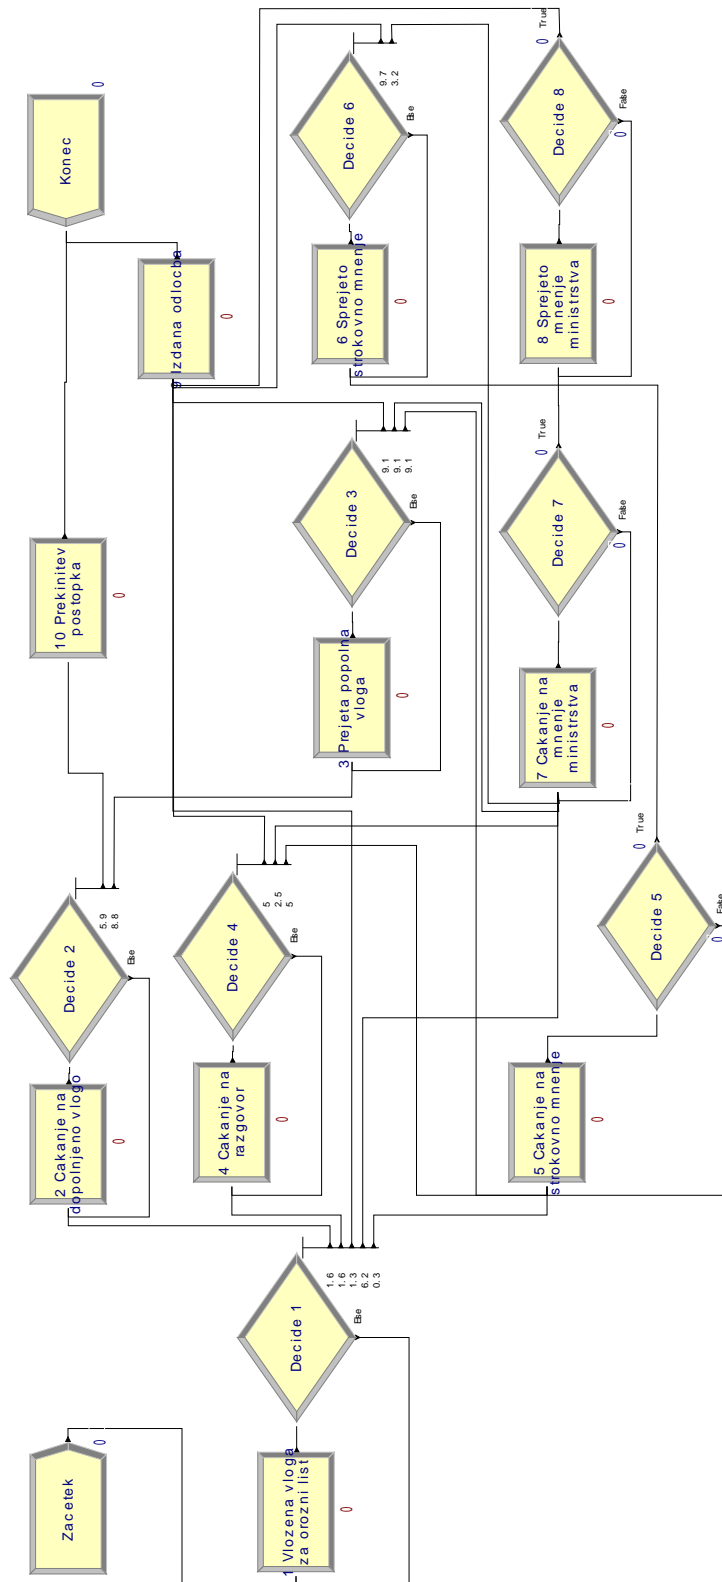 Zacetek
0
1 Vlozena vloga
za orozni list
0
Decide 1
1.6
1.6
1.3
6.2
0.3
Else
2 Cakanje na
dopolnjeno vlogo
0
Decide 2
5.9
8.8
Else
4 Cakanje na
razgovor
0
Decide 4
5
2.5
5
Else
5 Cakanje na
strokovno mnenje
0
Decide 5
0
True
0
False
10 Prekinitev
postopka
0
3 Prejeta popolna
vloga
0
Decide 3
9.1
9.1
9.1
Else
7 Cakanje na
mnenje
ministrstva
0
Decide 7
0
True
0
False
9 Izdana odlocba
0
6 Sprejeto
strokovno mnenje
0
Decide 6
9.7
3.2
Else
8 Sprejeto
mnenje
ministrstva
0
Decide 8
0
True
0
False
Konec
0